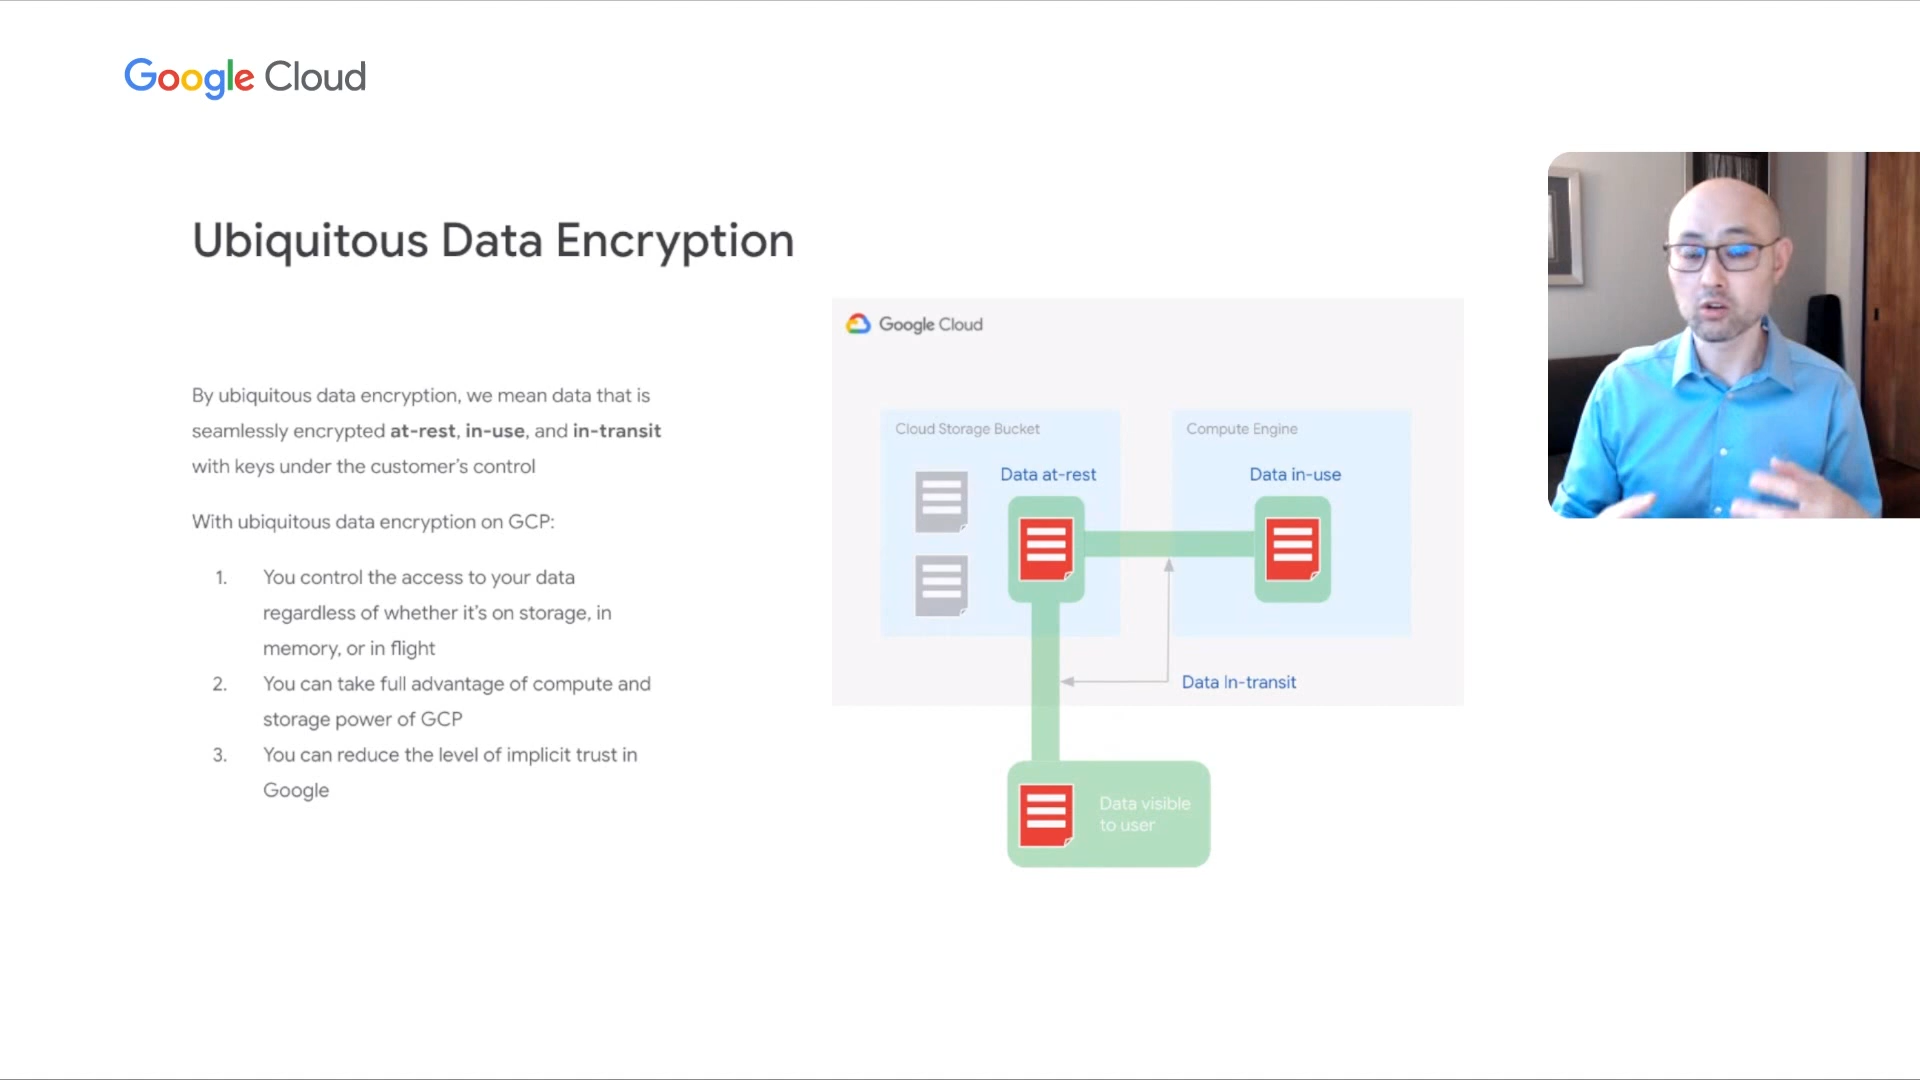 Google Cloud
Ubiquitous Data Encryption
By ubiquitous data encryption, we mean data that is
seamlessly encrypted at-rest, in-use, and in-transit
with keys under the customer's control
With ubiquitous data encryption on GCP:
1. You control the access to your data
regardless of whether it's on storage, in
memory, or in flight
2. You can take full advantage of compute and
storage power of GCP
3. You can reduce the level of implicit trust in
Google
Google Cloud
Cloud Storage Bucket
Data at-rest
Compute Engine
Data in-use
Data In-transit
Data visible
to user